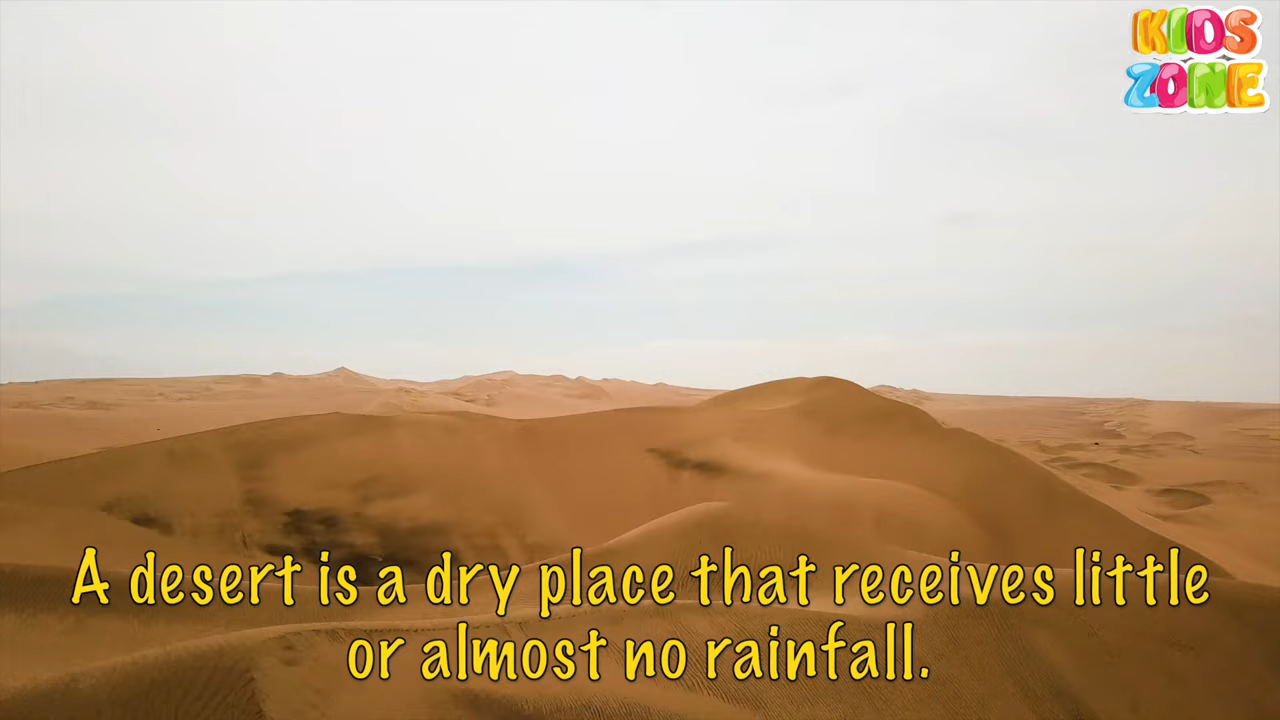 KIDS
ZONE
A desert is a dry place that receives little
or almost no rainfall.